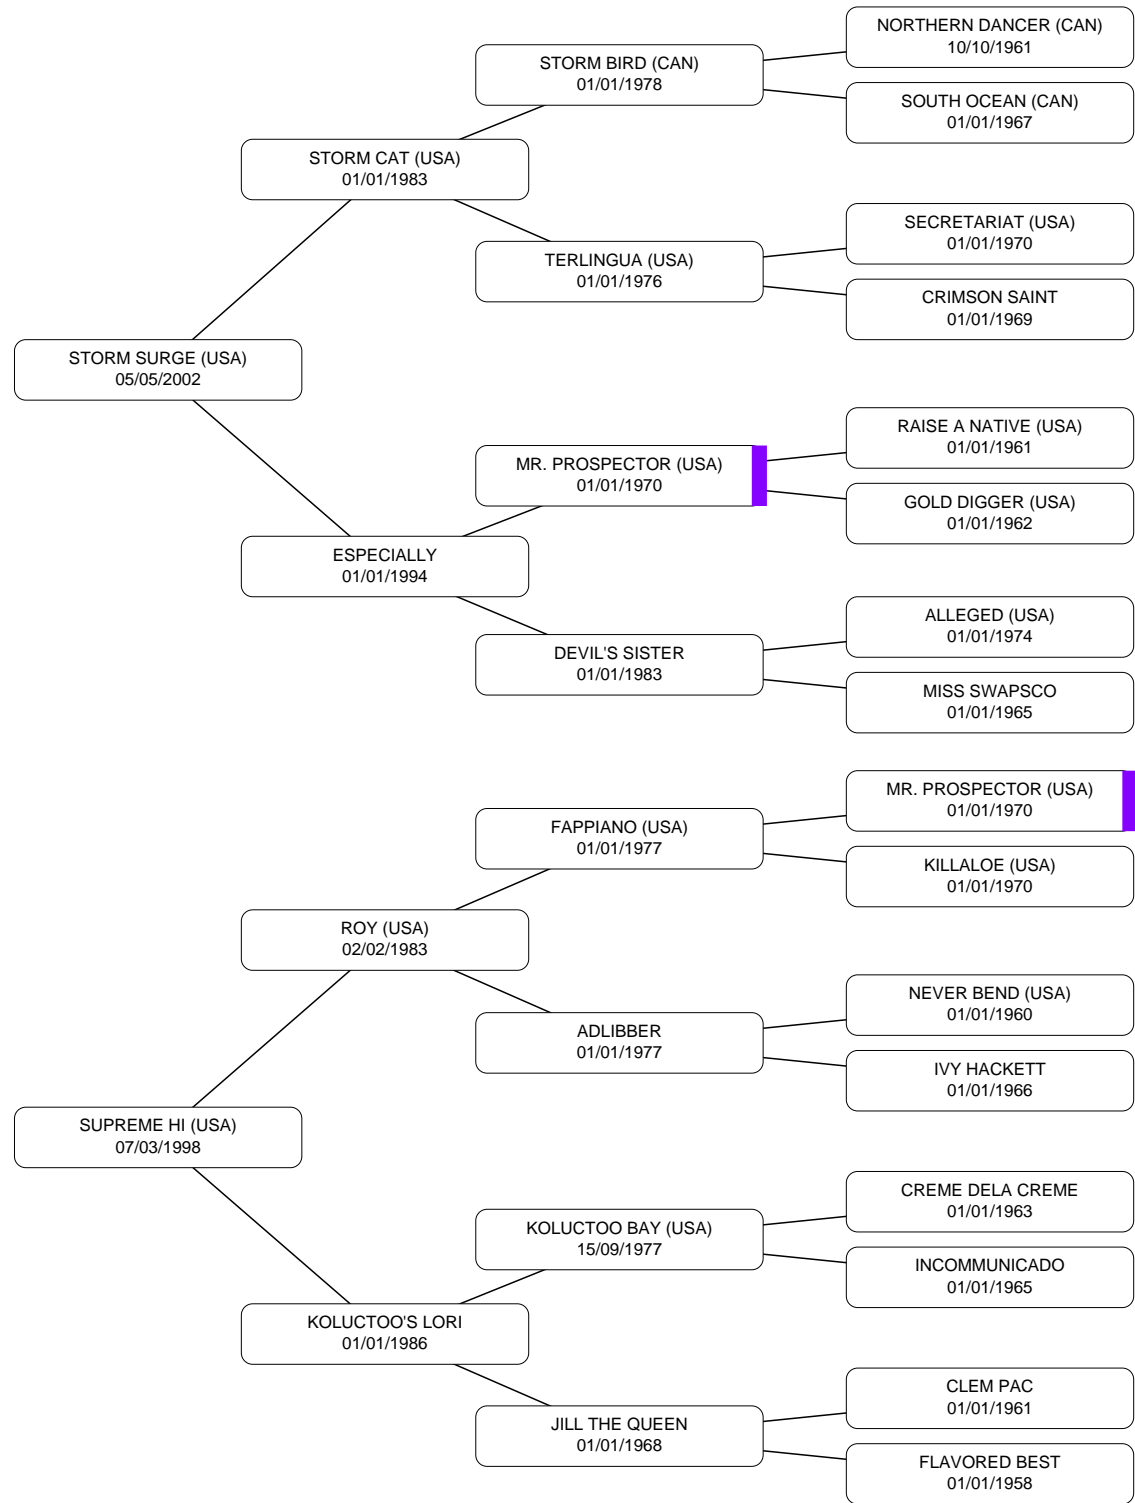 NORTHERN DANCER (CAN)
10/10/1961
STORM BIRD (CAN)
01/01/1978
SOUTH OCEAN (CAN)
01/01/1967
STORM CAT (USA)
01/01/1983
SECRETARIAT (USA)
01/01/1970
TERLINGUA (USA)
01/01/1976
CRIMSON SAINT
01/01/1969
STORM SURGE (USA)
05/05/2002
RAISE A NATIVE (USA)
01/01/1961
MR. PROSPECTOR (USA)
01/01/1970
GOLD DIGGER (USA)
01/01/1962
ESPECIALLY
01/01/1994
ALLEGED (USA)
01/01/1974
DEVIL'S SISTER
01/01/1983
MISS SWAPSCO
01/01/1965
MR. PROSPECTOR (USA)
01/01/1970
FAPPIANO (USA)
01/01/1977
KILLALOE (USA)
01/01/1970
ROY (USA)
02/02/1983
NEVER BEND (USA)
01/01/1960
ADLIBBER
01/01/1977
IVY HACKETT
01/01/1966
SUPREME HI (USA)
07/03/1998
CREME DELA CREME
01/01/1963
KOLUCTOO BAY (USA)
15/09/1977
INCOMMUNICADO
01/01/1965
KOLUCTOO'S LORI
01/01/1986
CLEM PAC
01/01/1961
JILL THE QUEEN
01/01/1968
FLAVORED BEST
01/01/1958